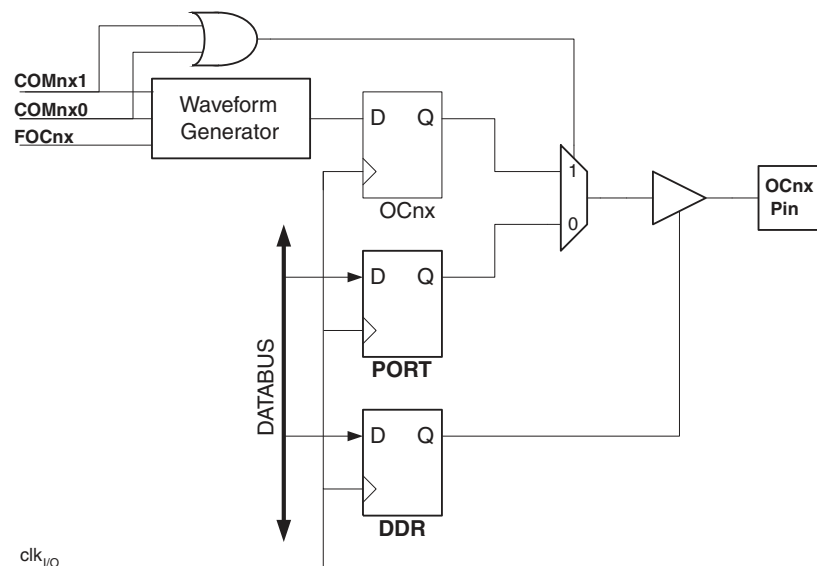 COMnx1
COMnx0
FOCnx
Waveform
Generator
D Q
OCnx
1
0
OCnx
Pin
D Q
PORT
DATABUS
D Q
DDR
clkI/O